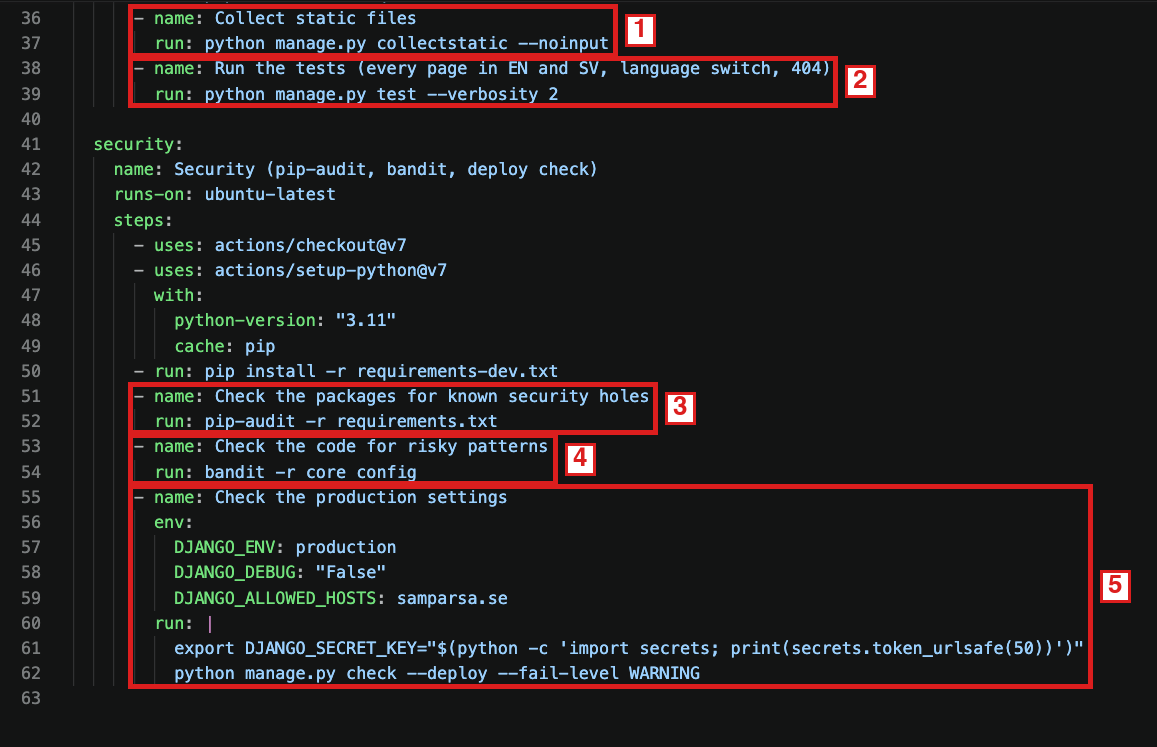 36 - name: Collect static files 1
37 run: python manage.py collectstatic --noinput
38 - name: Run the tests (every page in EN and SV, language switch, 404) 2
39 run: python manage.py test --verbosity 2
40
41 security:
42 name: Security (pip-audit, bandit, deploy check)
43 runs-on: ubuntu-latest
44 steps:
45 - uses: actions/checkout@v7
46 - uses: actions/setup-python@v7
47 with:
48 python-version: "3.11"
49 cache: pip
50 - run: pip install -r requirements-dev.txt
51 - name: Check the packages for known security holes 3
52 run: pip-audit -r requirements.txt
53 - name: Check the code for risky patterns 4
54 run: bandit -r core config
55 - name: Check the production settings
56 env:
57 DJANGO_ENV: production
58 DJANGO_DEBUG: "False" 5
59 DJANGO_ALLOWED_HOSTS: samparsa.se
60 run: |
61 export DJANGO_SECRET_KEY="$(python -c 'import secrets; print(secrets.token_urlsafe(50))')"
62 python manage.py check --deploy --fail-level WARNING
63